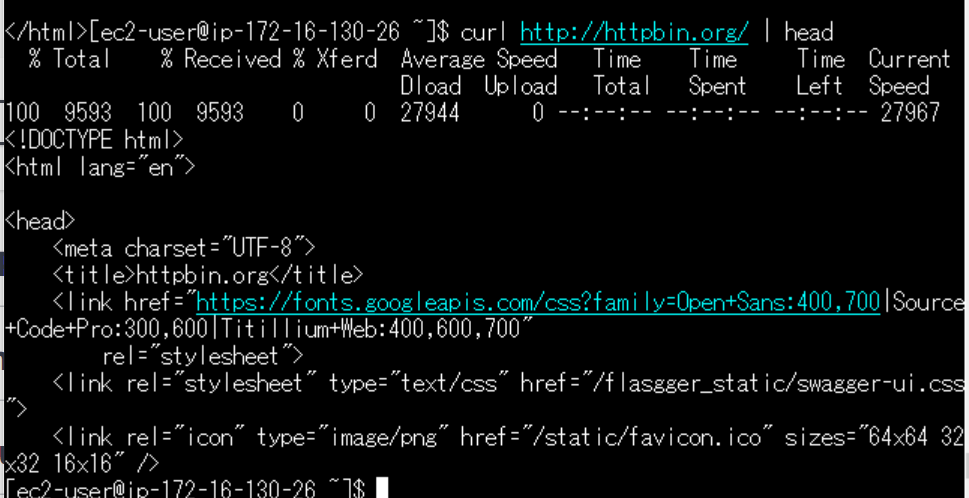 </html>[ec2-user@ip-172-16-130-26 ~]$ curl http://httpbin.org/ | head
  % Total    % Received % Xferd  Average Speed   Time    Time     Time  Current
                                 Dload  Upload   Total   Spent    Left  Speed
100  9593  100  9593    0     0  27944      0 --:--:-- --:--:-- --:--:-- 27967
<!DOCTYPE html>
<html lang="en">

<head>
    <meta charset="UTF-8">
    <title>httpbin.org</title>
    <link href="https://fonts.googleapis.com/css?family=Open+Sans:400,700|Source
+Code+Pro:300,600|Titillium+Web:400,600,700"
        rel="stylesheet">
    <link rel="stylesheet" type="text/css" href="/flasgger_static/swagger-ui.css
">
    <link rel="icon" type="image/png" href="/static/favicon.ico" sizes="64x64 32
x32 16x16" />
[ec2-user@ip-172-16-130-26 ~]$